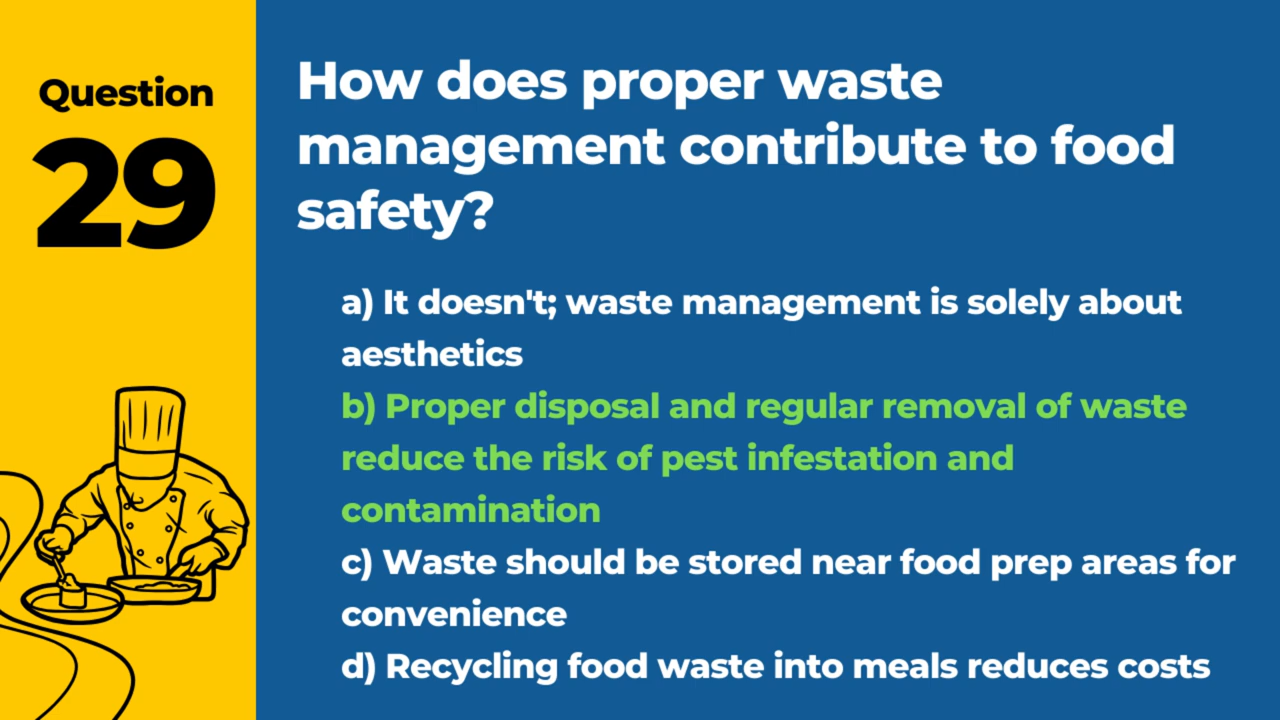 Question
29
How does proper waste
management contribute to food
safety?
a) It doesn't; waste management is solely about
aesthetics
b) Proper disposal and regular removal of waste
reduce the risk of pest infestation and
contamination
c) Waste should be stored near food prep areas for
convenience
d) Recycling food waste into meals reduces costs